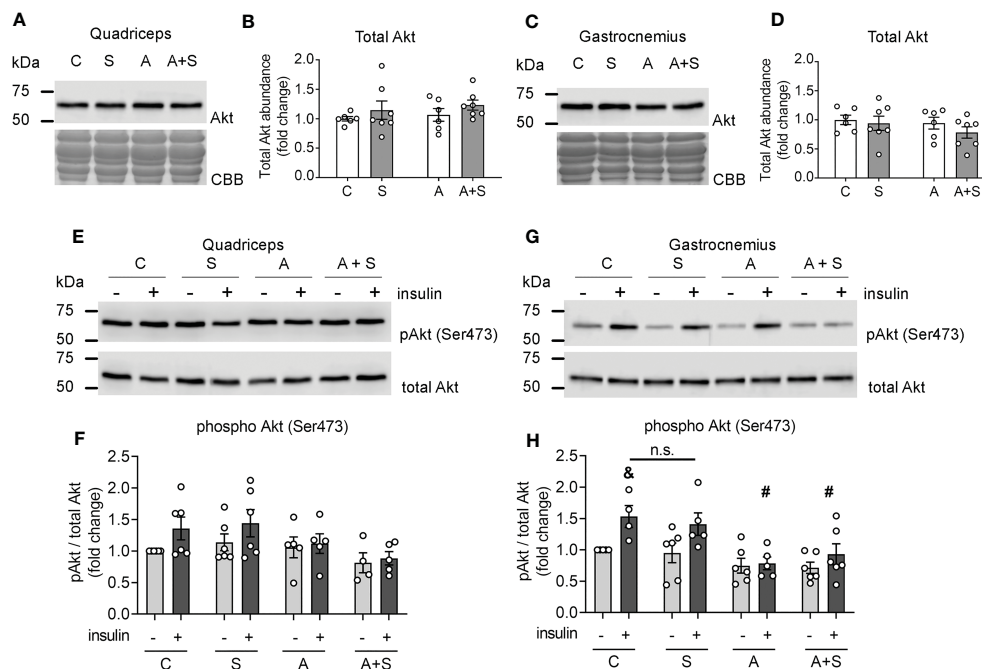 A
Quadriceps
kDa C S A A+S
75
50
Akt
CBB
B
Total Akt
Total Akt abundance
(fold change)
2.0
1.5
1.0
0.5
0.0
C S A A+S
C
Gastrocnemius
kDa C S A A+S
75
50
Akt
CBB
D
Total Akt
Total Akt abundance
(fold change)
2.0
1.5
1.0
0.5
0.0
C S A A+S
E
Quadriceps
C S A A + S
kDa
- + - + - + - + insulin
75
50
pAkt (Ser473)
75
50
total Akt
G
Gastrocnemius
C S A A + S
kDa
- + - + - + - + insulin
75
50
pAkt (Ser473)
75
50
total Akt
F
phospho Akt (Ser473)
pAkt / total Akt
(fold change)
2.5
2.0
1.5
1.0
0.5
0.0
insulin - + - + - + - +
C S A A+S
H
phospho Akt (Ser473)
pAkt / total Akt
(fold change)
2.5
2.0
1.5
1.0
0.5
0.0
n.s.
&
# #
insulin - + - + - + - +
C S A A+S